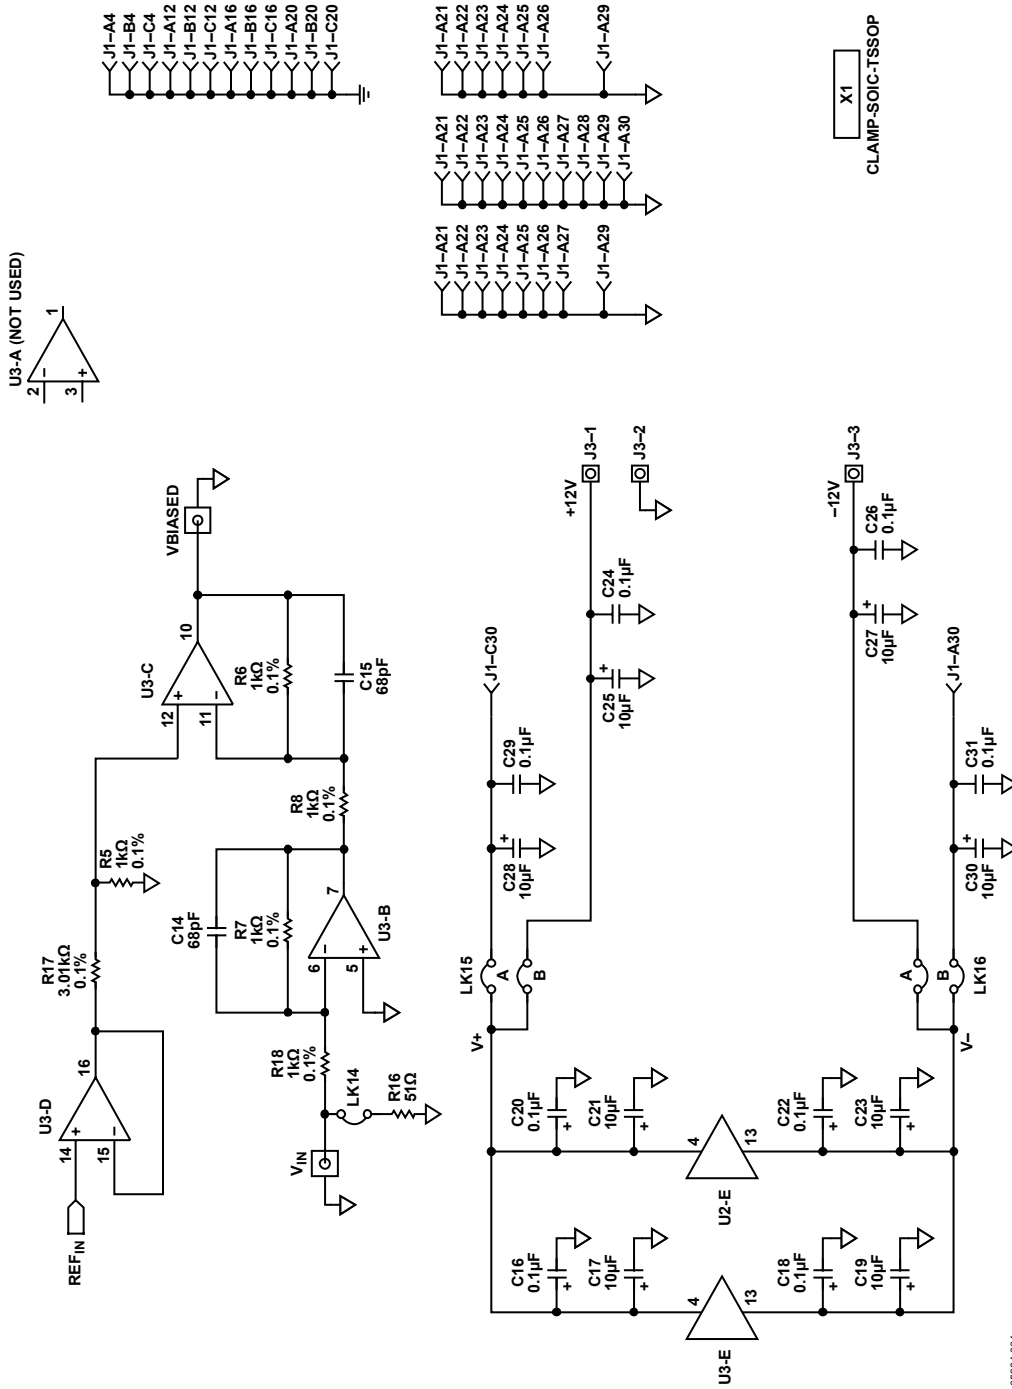 J1–A4
J1–B4
J1–C4
J1–A12
J1–B12
J1–C12
J1–A16
J1–B16
J1–C16
J1–A20
J1–B20
J1–C20
J1–A21
J1–A22
J1–A23
J1–A24
J1–A25
J1–A26
J1–A29
J1–A21
J1–A22
J1–A23
J1–A24
J1–A25
J1–A26
J1–A27
J1–A28
J1–A29
J1–A30
J1–A21
J1–A22
J1–A23
J1–A24
J1–A25
J1–A26
J1–A27
J1–A29
X1
CLAMP-SOIC-TSSOP
U3-A (NOT USED)
2
–
3
+
1
REFIN
U3-D
14
+
15
–
16
R17
3.01kΩ
0.1%
R5
1kΩ
0.1%
U3-C
12
+
11
–
10
VBIASED
R6
1kΩ
0.1%
C15
68pF
R8
1kΩ
0.1%
C14
68pF
R7
1kΩ
0.1%
6
–
5
+
7
U3-B
R18
1kΩ
0.1%
VIN
LK14
R16
51Ω
J1–C30
C29
0.1µF
C28
+
10µF
LK15
A
B
V+
+12V
J3–1
J3–2
C24
0.1µF
C25
+
10µF
–12V
J3–3
C26
0.1µF
C27
+
10µF
J1–A30
C31
0.1µF
C30
+
10µF
A
B
LK16
V–
C20
0.1µF
+
C21
10µF
+
4
13
U2-E
C22
0.1µF
+
C23
10µF
+
C16
0.1µF
+
C17
10µF
+
4
13
U3-E
C18
0.1µF
+
C19
10µF
+